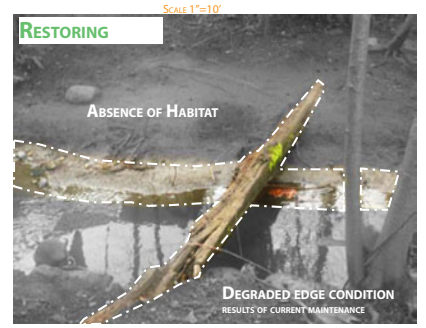 Scale 1"=10'
Restoring
Absence of Habitat
Degraded edge condition
results of current maintenance